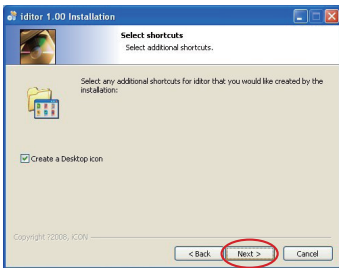 iditor 1.00 Installation
Select shortcuts
Select additional shortcuts.
Select any additional shortcuts for iditor that you would like created by the
installation:
Create a Desktop icon
Copyright ?2008, iCON
< Back
Next >
Cancel